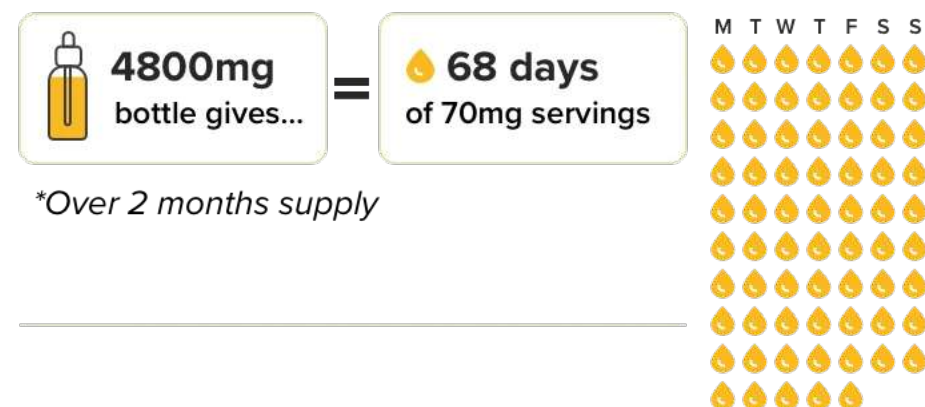 4800mg
bottle gives...
=
68 days
of 70mg servings
*Over 2 months supply
M T W T F S S